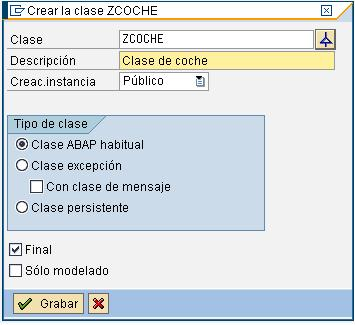 Crear la clase ZCOCHE
Clase ZCOCHE
Descripción Clase de coche
Creac.instancia Público
Tipo de clase
Clase ABAP habitual
Clase excepción
Con clase de mensaje
Clase persistente
Final
Sólo modelado
Grabar